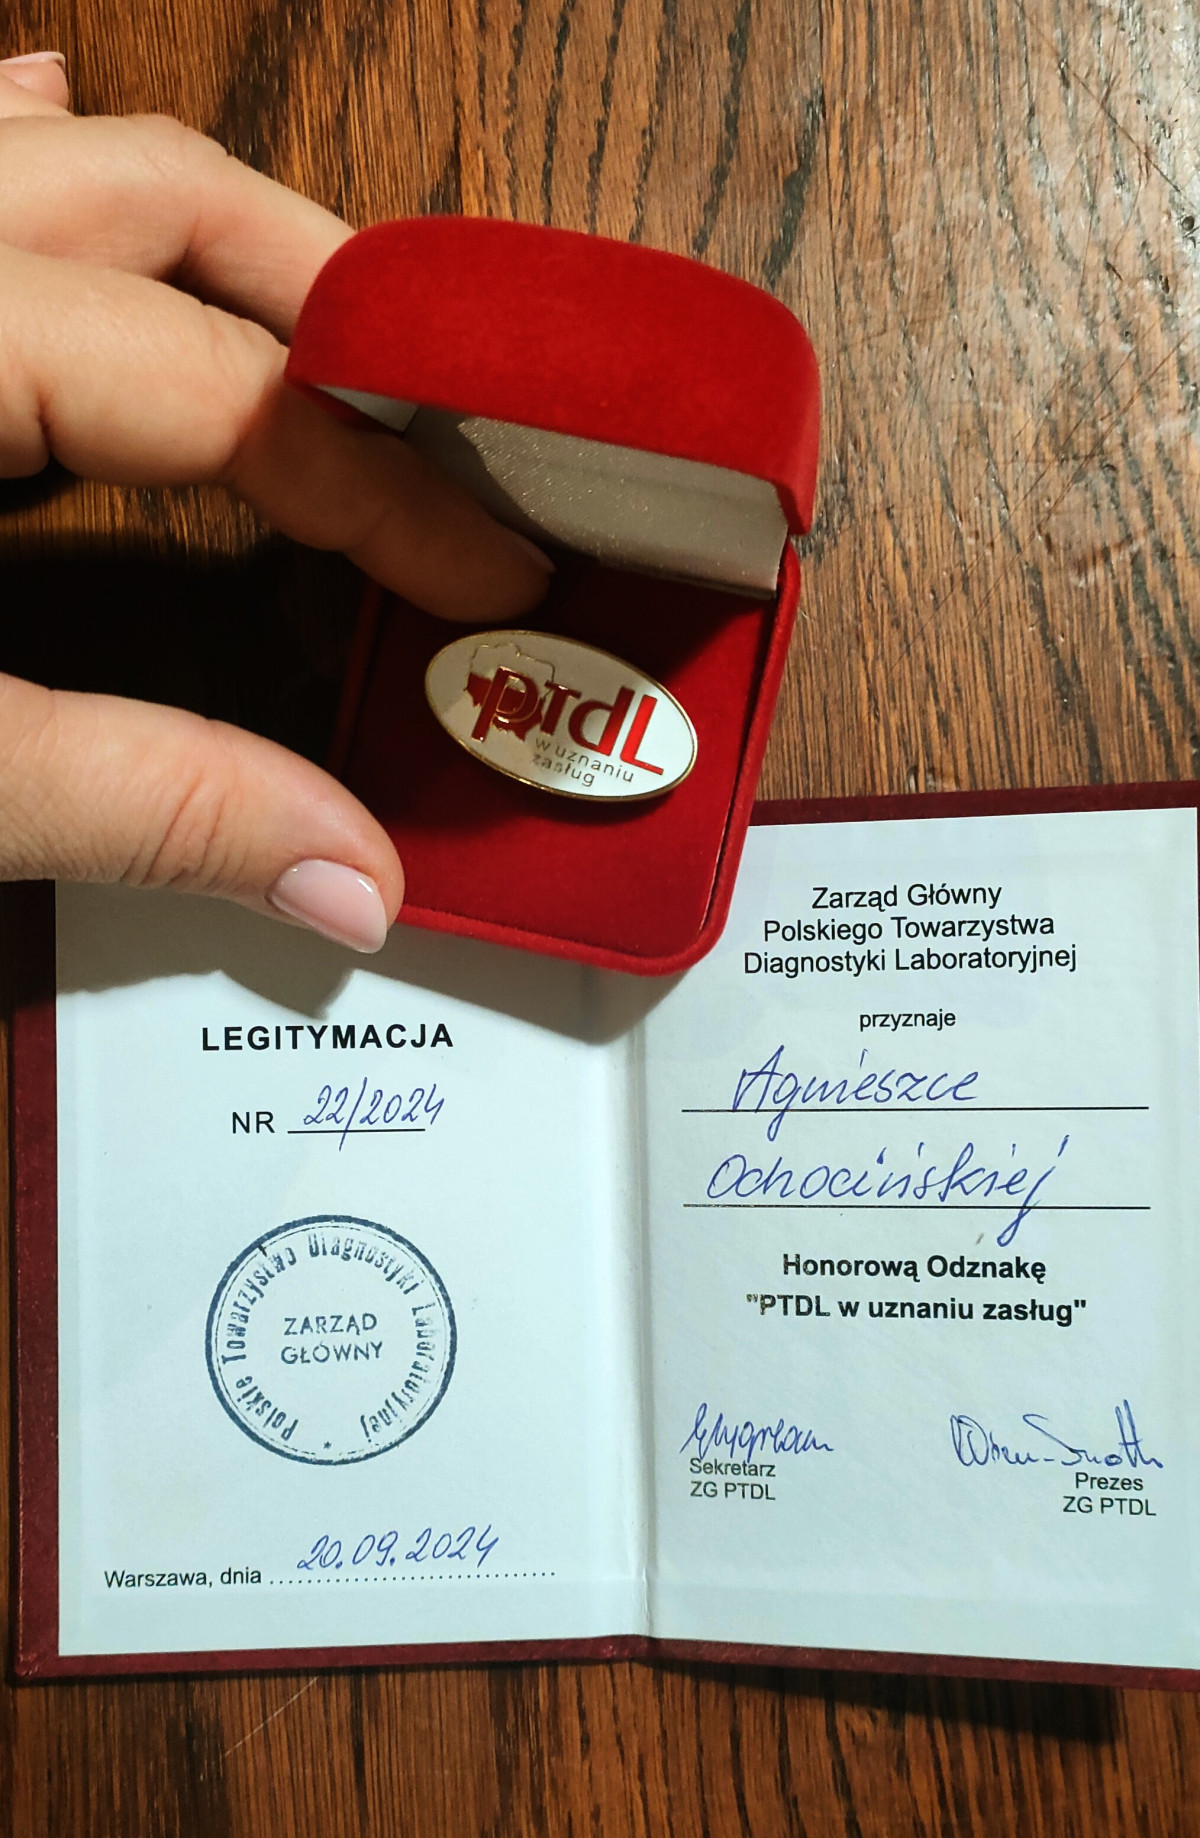 PTdL
w uznaniu
zasług
LEGITYMACJA
NR 22/2024
Polskie Towarzystwo Diagnostyki Laboratoryjnej
ZARZĄD
GŁÓWNY
Warszawa, dnia 20.09.2024
Zarząd Główny
Polskiego Towarzystwa
Diagnostyki Laboratoryjnej
przyznaje
Agnieszce
Ochocińskiej
Honorową Odznakę
"PTDL w uznaniu zasług"
Sekretarz
ZG PTDL
Prezes
ZG PTDL